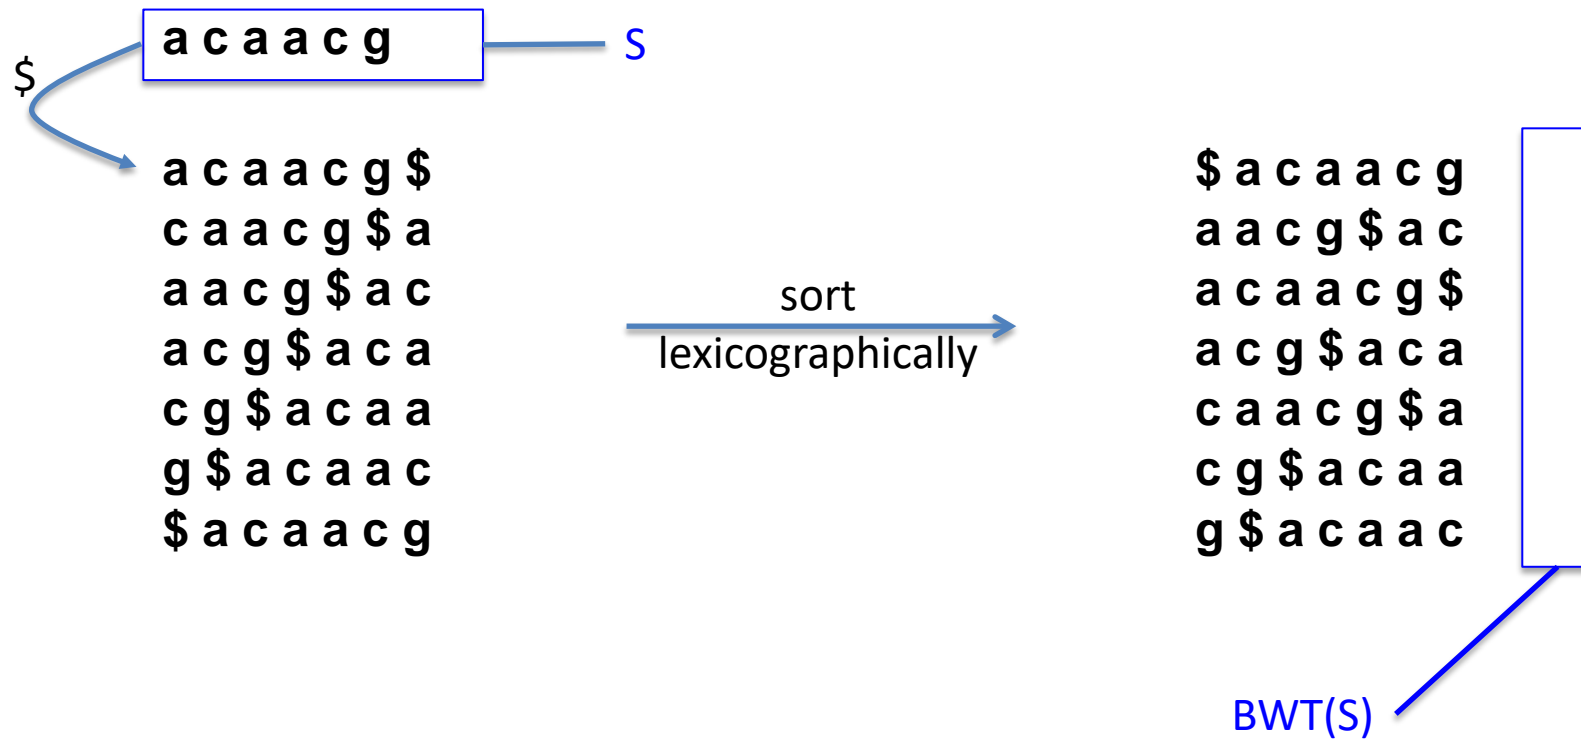 a c a a c g
S
$
a c a a c g $
c a a c g $ a
a a c g $ a c
a c g $ a c a
c g $ a c a a
g $ a c a a c
$ a c a a c g
sort
lexicographically
$ a c a a c g
a a c g $ a c
a c a a c g $
a c g $ a c a
c a a c g $ a
c g $ a c a a
g $ a c a a c
BWT(S)